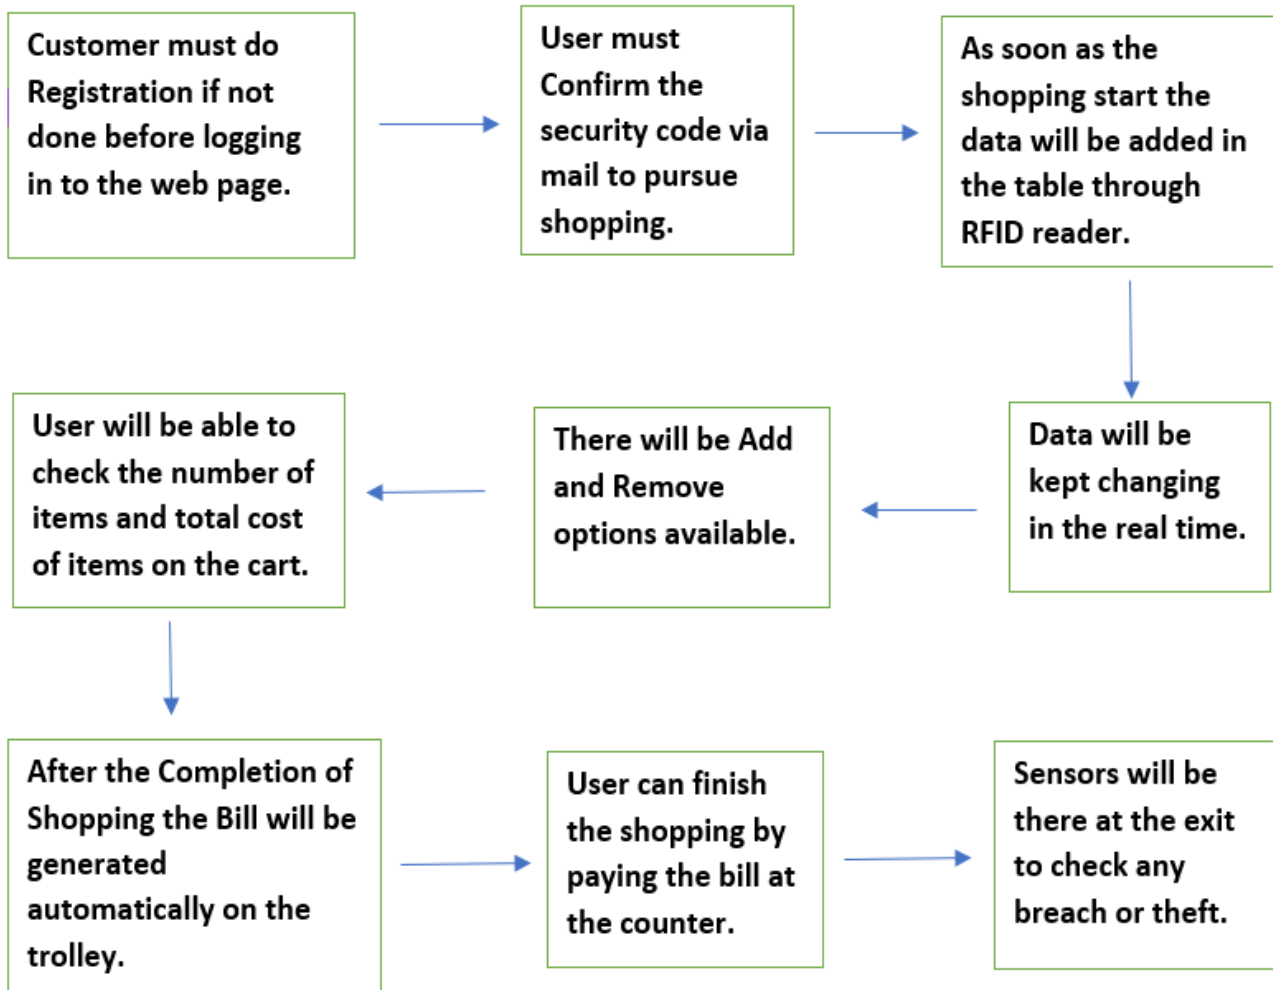 Customer must do
Registration if not
done before logging
in to the web page.
User must
Confirm the
security code via
mail to pursue
shopping.
As soon as the
shopping start the
data will be added in
the table through
RFID reader.
Data will be
kept changing
in the real time.
There will be Add
and Remove
options available.
User will be able to
check the number of
items and total cost
of items on the cart.
After the Completion of
Shopping the Bill will be
generated
automatically on the
trolley.
User can finish
the shopping by
paying the bill at
the counter.
Sensors will be
there at the exit
to check any
breach or theft.